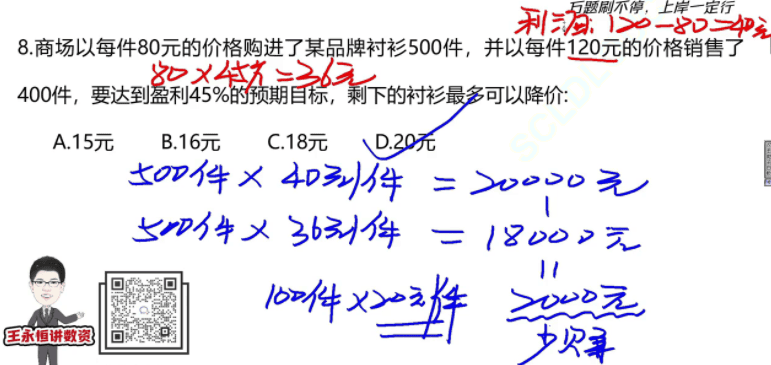 万题刷不停，上岸一定行
利润：120-80=40元
8.商场以每件80元的价格购进了某品牌衬衫500件，并以每件120元的价格销售了
80×45%=36元
400件，要达到盈利45%的预期目标，剩下的衬衫最多可以降价:
A.15元 B.16元 C.18元 D.20元
500件×40元/件=20000元
500件×36元/件=18000元
100件×20元/件 2000元
王永恒讲数资